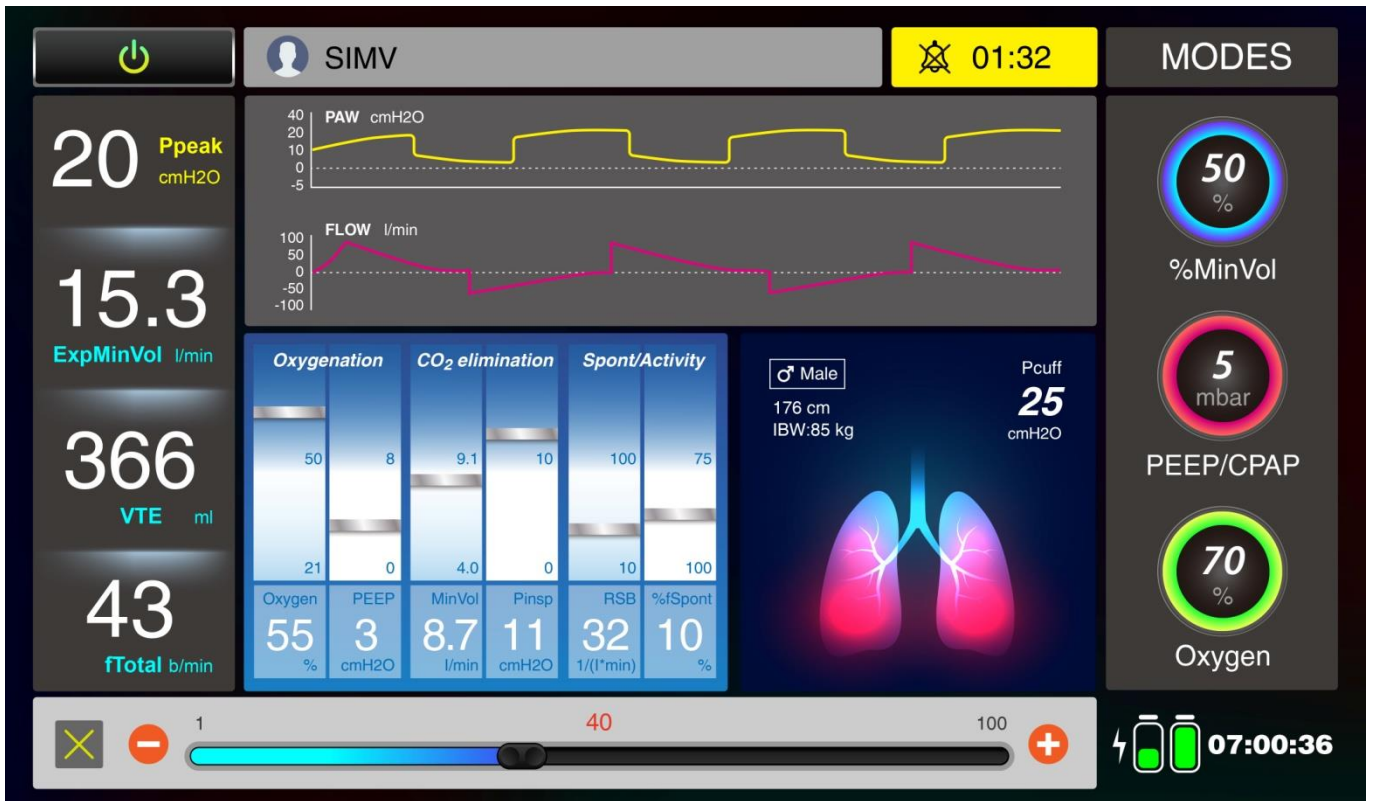 SIMV
01:32
MODES
20 Ppeak
cmH2O
15.3
ExpMinVol l/min
366
VTE ml
43
fTotal b/min
PAW cmH2O
40
20
10
0
-5
FLOW l/min
100
50
0
-50
-100
Oxygenation CO2 elimination Spont/Activity
50 8 9.1 10 100 75
21 0 4.0 0 10 100
Oxygen PEEP MinVol Pinsp RSB %fSpont
55 3 8.7 11 32 10
% cmH2O l/min cmH2O 1/(l*min) %
♂ Male
176 cm
IBW:85 kg
Pcuff
25
cmH2O
50
%
%MinVol
5
mbar
PEEP/CPAP
70
%
Oxygen
1 40 100
07:00:36